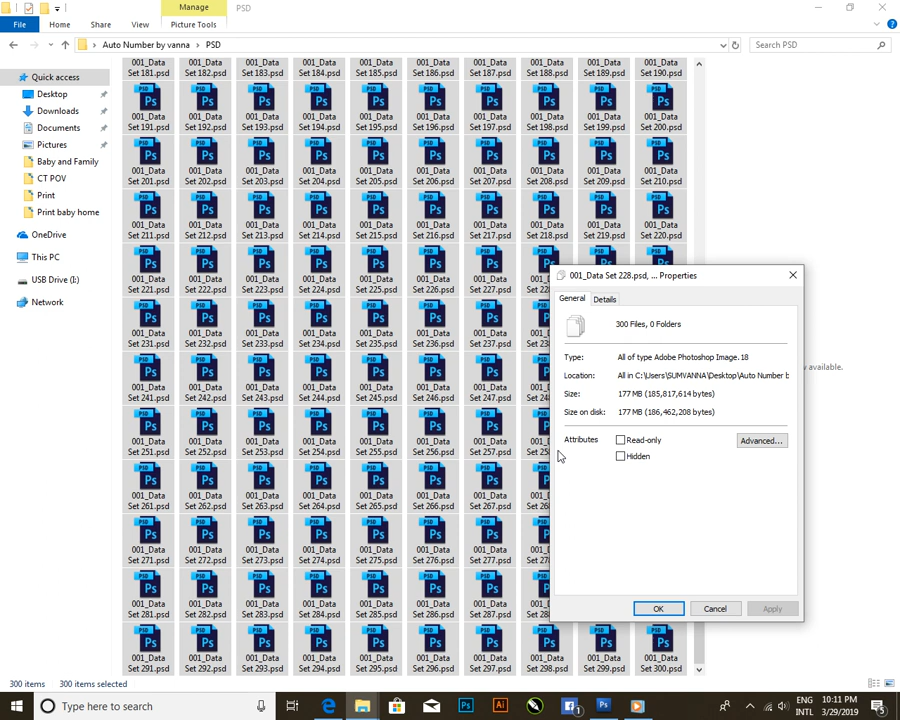 Manage
PSD
File
Home
Share
View
Picture Tools
Auto Number by vanna
PSD
Search PSD
Quick access
Desktop
Downloads
Documents
Pictures
Baby and Family
CT POV
Print
Print baby home
OneDrive
This PC
USB Drive (I:)
Network
001_Data 001_Data 001_Data 001_Data 001_Data 001_Data 001_Data 001_Data 001_Data 001_Data
Set 181.psd Set 182.psd Set 183.psd Set 184.psd Set 185.psd Set 186.psd Set 187.psd Set 188.psd Set 189.psd Set 190.psd
001_Data 001_Data 001_Data 001_Data 001_Data 001_Data 001_Data 001_Data 001_Data 001_Data
Set 191.psd Set 192.psd Set 193.psd Set 194.psd Set 195.psd Set 196.psd Set 197.psd Set 198.psd Set 199.psd Set 200.psd
001_Data 001_Data 001_Data 001_Data 001_Data 001_Data 001_Data 001_Data 001_Data 001_Data
Set 201.psd Set 202.psd Set 203.psd Set 204.psd Set 205.psd Set 206.psd Set 207.psd Set 208.psd Set 209.psd Set 210.psd
001_Data 001_Data 001_Data 001_Data 001_Data 001_Data 001_Data 001_Data 001_Data 001_Data
Set 211.psd Set 212.psd Set 213.psd Set 214.psd Set 215.psd Set 216.psd Set 217.psd Set 218.psd Set 219.psd Set 220.psd
001_Data 001_Data 001_Data 001_Data 001_Data 001_Data 001_Data
Set 221.psd Set 222.psd Set 223.psd Set 224.psd Set 225.psd Set 226.psd Set 227.psd Set 2
001_Data 001_Data 001_Data 001_Data 001_Data 001_Data 001_Data
Set 231.psd Set 232.psd Set 233.psd Set 234.psd Set 235.psd Set 236.psd Set 237.psd Set 2
001_Data 001_Data 001_Data 001_Data 001_Data 001_Data 001_Data
Set 241.psd Set 242.psd Set 243.psd Set 244.psd Set 245.psd Set 246.psd Set 247.psd Set 2
001_Data 001_Data 001_Data 001_Data 001_Data 001_Data 001_Data
Set 251.psd Set 252.psd Set 253.psd Set 254.psd Set 255.psd Set 256.psd Set 257.psd Set 2
001_Data 001_Data 001_Data 001_Data 001_Data 001_Data 001_Data
Set 261.psd Set 262.psd Set 263.psd Set 264.psd Set 265.psd Set 266.psd Set 267.psd Set 2
001_Data 001_Data 001_Data 001_Data 001_Data 001_Data 001_Data
Set 271.psd Set 272.psd Set 273.psd Set 274.psd Set 275.psd Set 276.psd Set 277.psd Set 2
001_Data 001_Data 001_Data 001_Data 001_Data 001_Data 001_Data
Set 281.psd Set 282.psd Set 283.psd Set 284.psd Set 285.psd Set 286.psd Set 287.psd Set 2
001_Data 001_Data 001_Data 001_Data 001_Data 001_Data 001_Data 001_Data 001_Data 001_Data
Set 291.psd Set 292.psd Set 293.psd Set 294.psd Set 295.psd Set 296.psd Set 297.psd Set 298.psd Set 299.psd Set 300.psd
available.
001_Data Set 228.psd, ... Properties
General
Details
300 Files, 0 Folders
Type: All of type Adobe Photoshop Image.18
Location: All in C:\Users\SUMVANNA\Desktop\Auto Number b
Size: 177 MB (185,817,614 bytes)
Size on disk: 177 MB (186,462,208 bytes)
Attributes
Read-only
Advanced...
Hidden
OK
Cancel
Apply
300 items
300 items selected
Type here to search
ENG
INTL
10:11 PM
3/29/2019